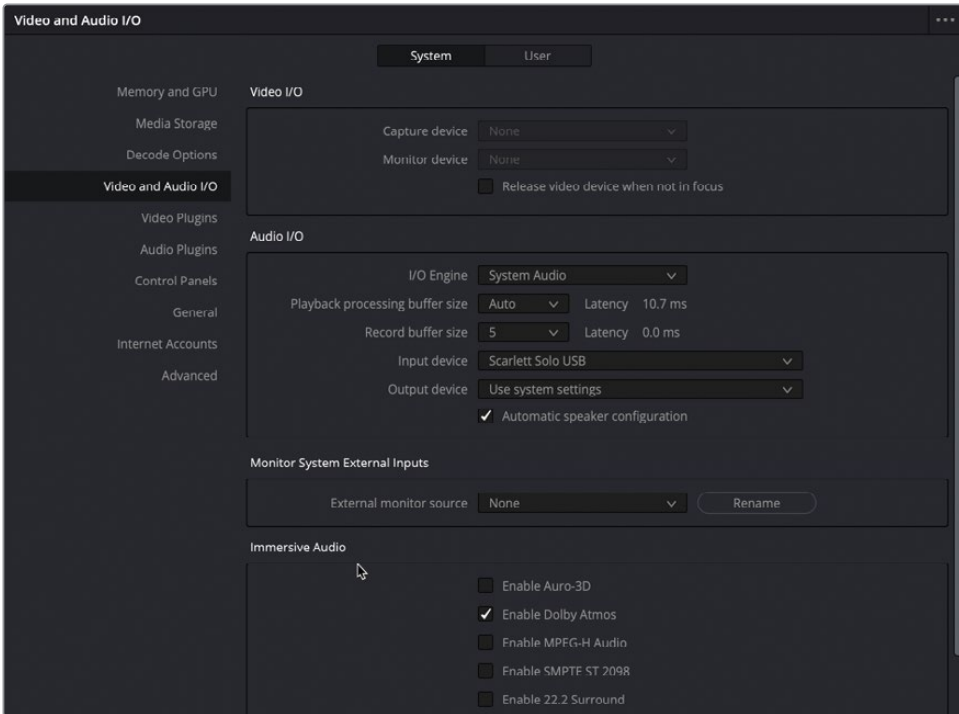 Video and Audio I/O
System User
Memory and GPU
Media Storage
Decode Options
Video and Audio I/O
Video Plugins
Audio Plugins
Control Panels
General
Internet Accounts
Advanced
Video I/O
Capture device None
Monitor device None
Release video device when not in focus
Audio I/O
I/O Engine System Audio
Playback processing buffer size Auto Latency 10.7 ms
Record buffer size 5 Latency 0.0 ms
Input device Scarlett Solo USB
Output device Use system settings
Automatic speaker configuration
Monitor System External Inputs
External monitor source None Rename
Immersive Audio
Enable Auro-3D
Enable Dolby Atmos
Enable MPEG-H Audio
Enable SMPTE ST 2098
Enable 22.2 Surround